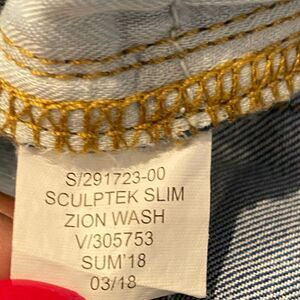 S/291723-00
SCULPTEK SLIM
ZION WASH
V/305753
SUM'18
03/18